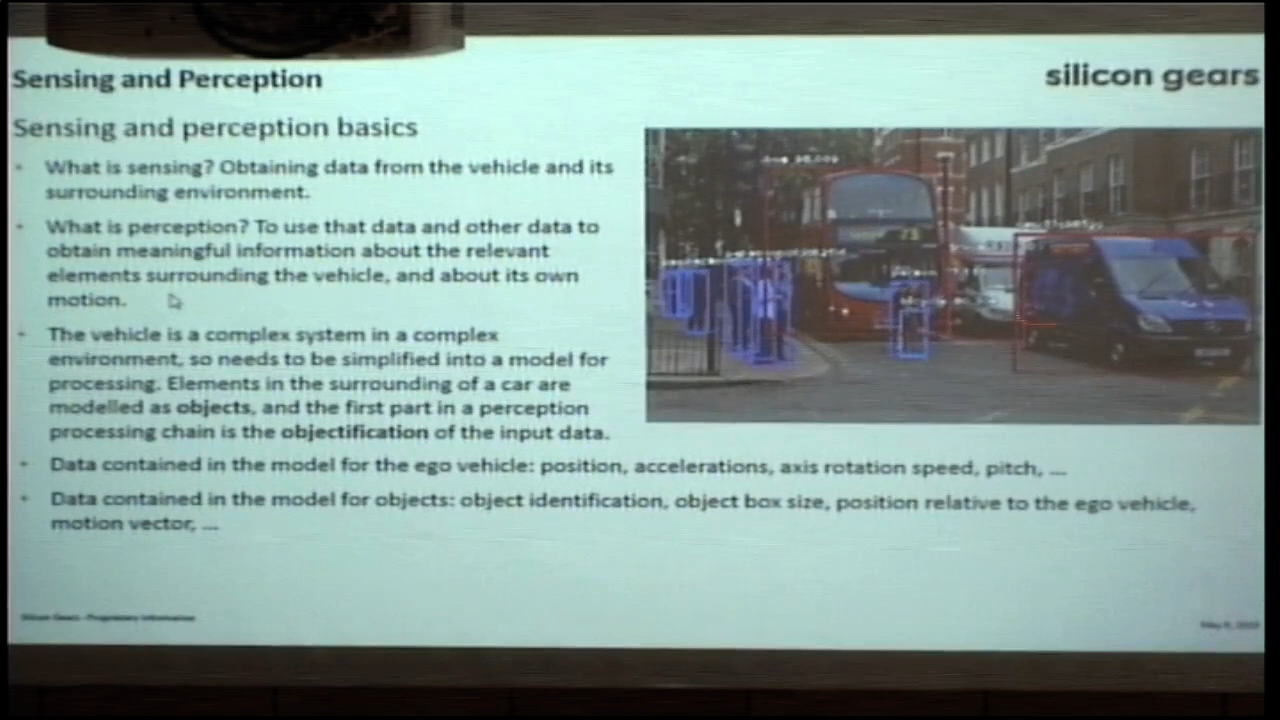 Sensing and Perception
silicon gears
Sensing and perception basics
- What is sensing? Obtaining data from the vehicle and its
surrounding environment.
- What is perception? To use that data and other data to
obtain meaningful information about the relevant
elements surrounding the vehicle, and about its own
motion.
- The vehicle is a complex system in a complex
environment, so needs to be simplified into a model for
processing. Elements in the surrounding of a car are
modelled as objects, and the first part in a perception
processing chain is the objectification of the input data.
- Data contained in the model for the ego vehicle: position, accelerations, axis rotation speed, pitch, ...
- Data contained in the model for objects: object identification, object box size, position relative to the ego vehicle,
motion vector, ...
Silicon Gears - Proprietary Information